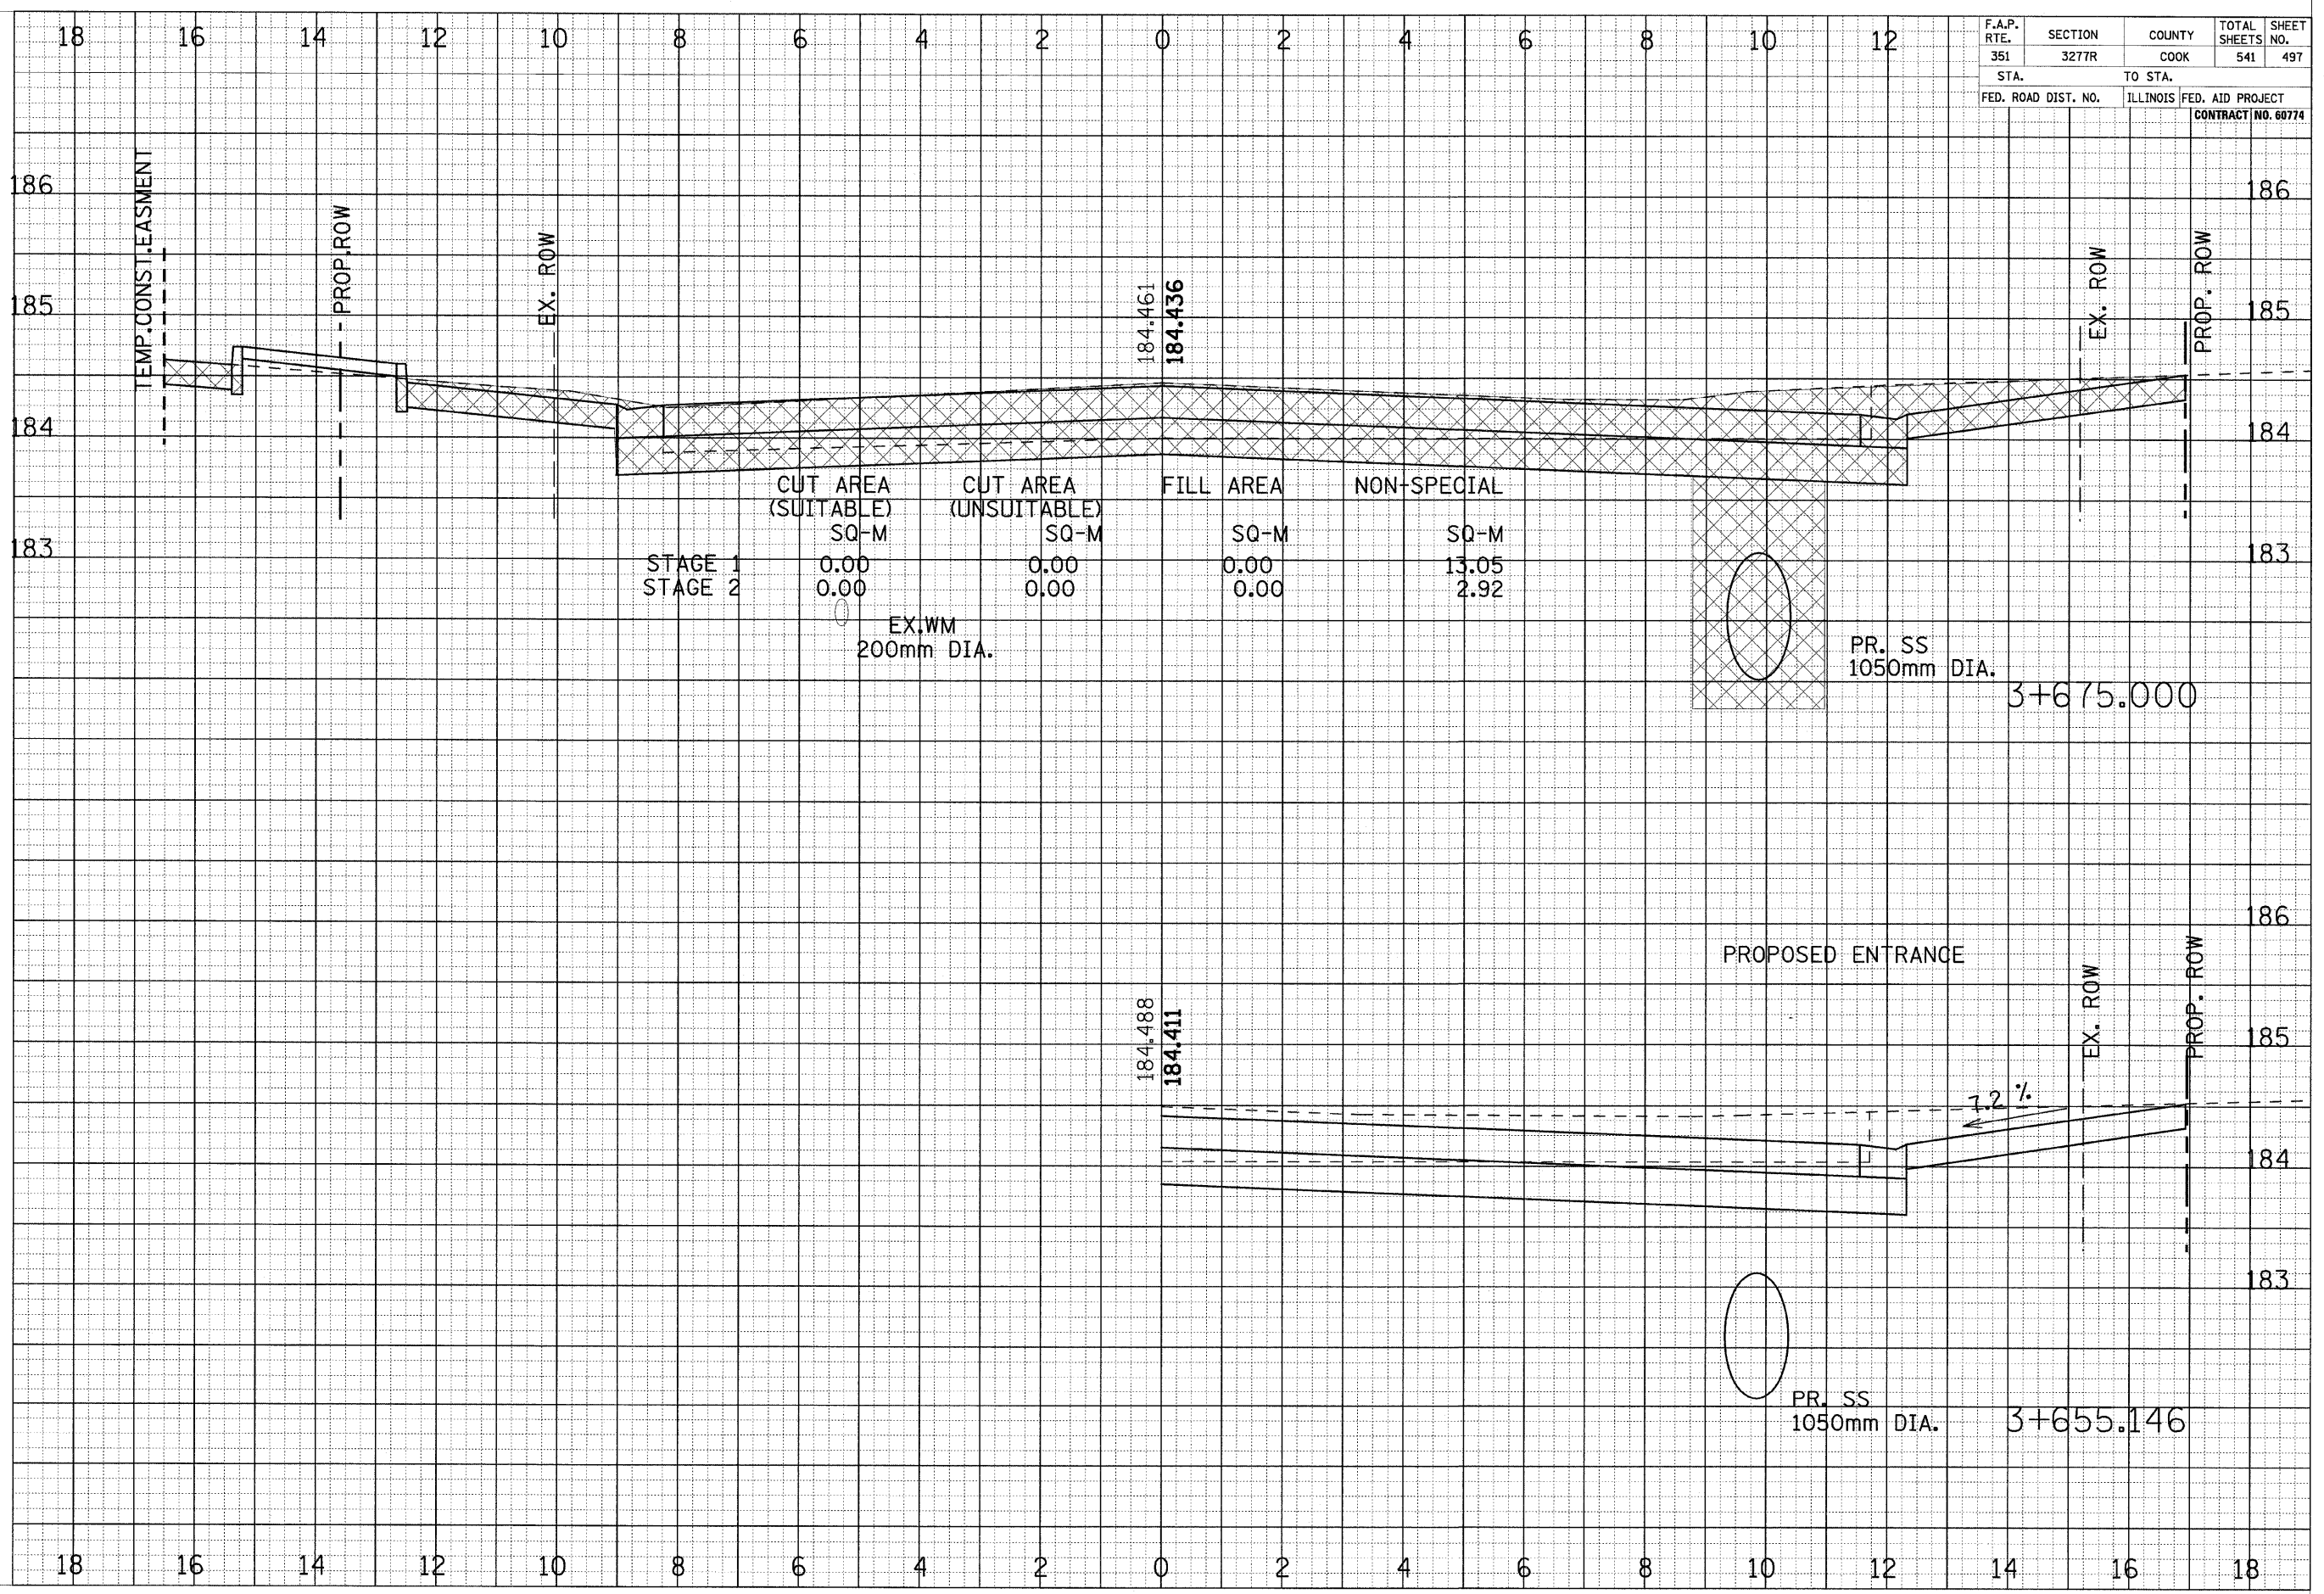 18 16 14 12 10 8 6 4 2 0 2 4 6 8 10 12
F.A.P. RTE. SECTION COUNTY TOTAL SHEETS SHEET NO.
351 3277R COOK 541 497
STA. TO STA.
FED. ROAD DIST. NO. ILLINOIS FED. AID PROJECT
CONTRACT NO. 60774
186 186
TEMP.CONST.EASMENT
PROP.ROW
EX. ROW
184.461
184.436
EX. ROW
PROP. ROW
185 185
184 184
183 183
CUT AREA CUT AREA FILL AREA NON-SPECIAL
(SUITABLE) (UNSUITABLE)
SQ-M SQ-M SQ-M SQ-M
STAGE 1 0.00 0.00 0.00 13.05
STAGE 2 0.00 0.00 0.00 2.92
EX.WM
200mm DIA.
PR. SS
1050mm DIA.
3+675.000
186
PROPOSED ENTRANCE
184.488
184.411
EX. ROW
PROP. ROW
185
7.2 %
184
183
PR. SS
1050mm DIA.
3+655.146
18 16 14 12 10 8 6 4 2 0 2 4 6 8 10 12 14 16 18